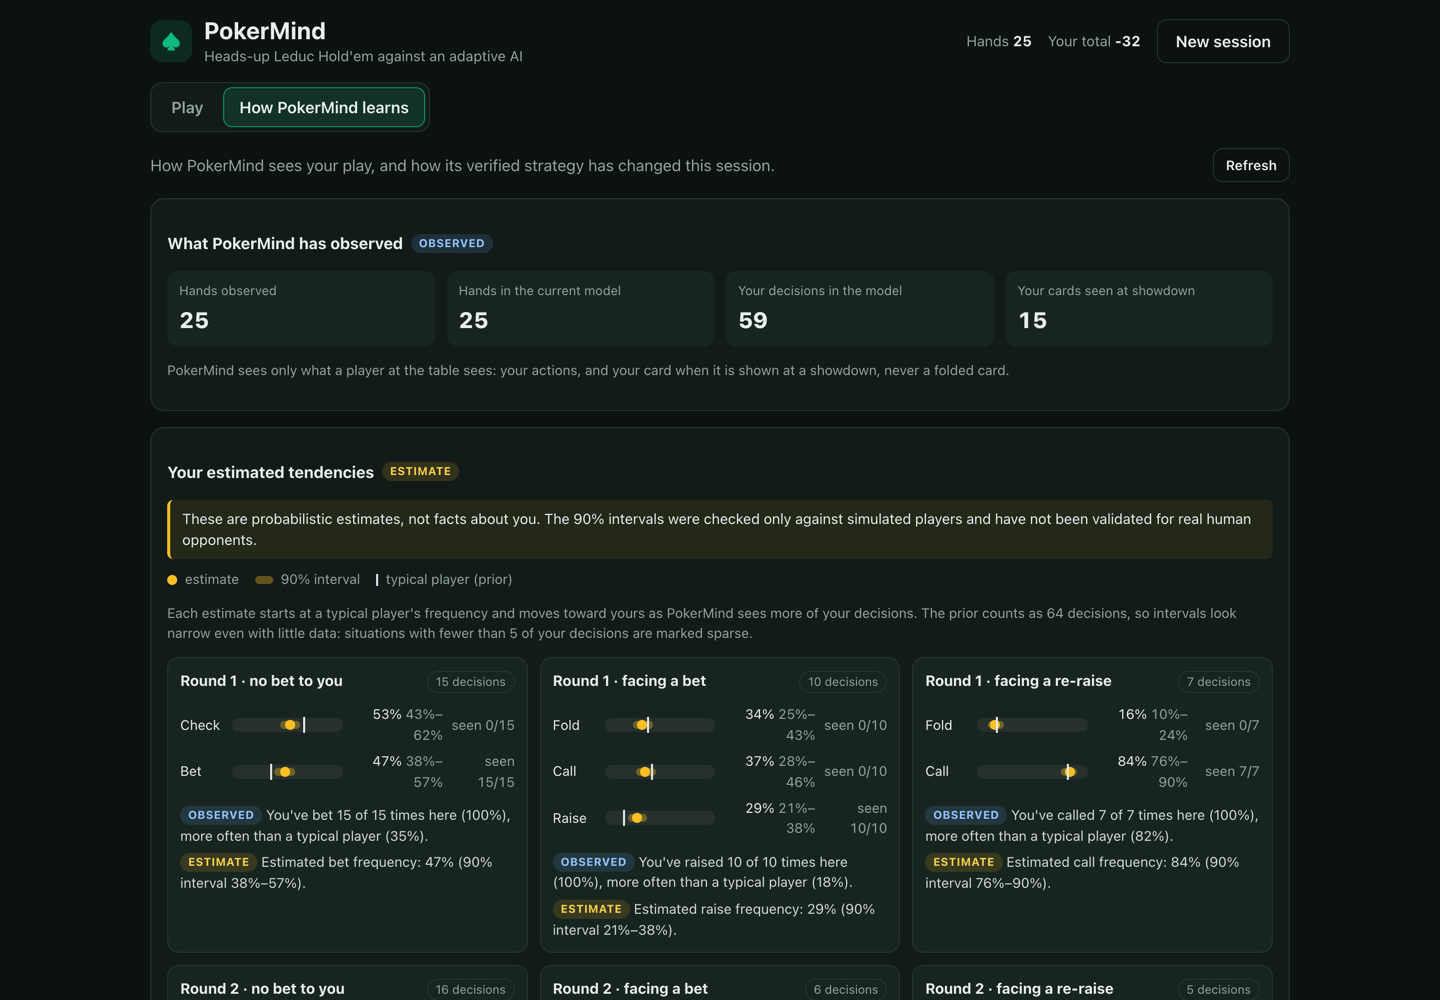 PokerMind
Heads-up Leduc Hold'em against an adaptive AI
Hands 25 Your total -32
New session
Play
How PokerMind learns
How PokerMind sees your play, and how its verified strategy has changed this session.
Refresh
What PokerMind has observed OBSERVED
Hands observed
25
Hands in the current model
25
Your decisions in the model
59
Your cards seen at showdown
15
PokerMind sees only what a player at the table sees: your actions, and your card when it is shown at a showdown, never a folded card.
Your estimated tendencies ESTIMATE
These are probabilistic estimates, not facts about you. The 90% intervals were checked only against simulated players and have not been validated for real human
opponents.
estimate 90% interval typical player (prior)
Each estimate starts at a typical player's frequency and moves toward yours as PokerMind sees more of your decisions. The prior counts as 64 decisions, so intervals look
narrow even with little data: situations with fewer than 5 of your decisions are marked sparse.
Round 1 · no bet to you 15 decisions
Check 53% 43%–
62% seen 0/15
Bet 47% 38%–
57% seen
15/15
OBSERVED You've bet 15 of 15 times here (100%),
more often than a typical player (35%).
ESTIMATE Estimated bet frequency: 47% (90%
interval 38%–57%).
Round 1 · facing a bet 10 decisions
Fold 34% 25%–
43% seen 0/10
Call 37% 28%–
46% seen 0/10
Raise 29% 21%–
38% seen
10/10
OBSERVED You've raised 10 of 10 times here
(100%), more often than a typical player (18%).
ESTIMATE Estimated raise frequency: 29% (90%
interval 21%–38%).
Round 1 · facing a re-raise 7 decisions
Fold 16% 10%–
24% seen 0/7
Call 84% 76%–
90% seen 7/7
OBSERVED You've called 7 of 7 times here (100%),
more often than a typical player (82%).
ESTIMATE Estimated call frequency: 84% (90%
interval 76%–90%).
Round 2 · no bet to you 16 decisions
Round 2 · facing a bet 6 decisions
Round 2 · facing a re-raise 5 decisions